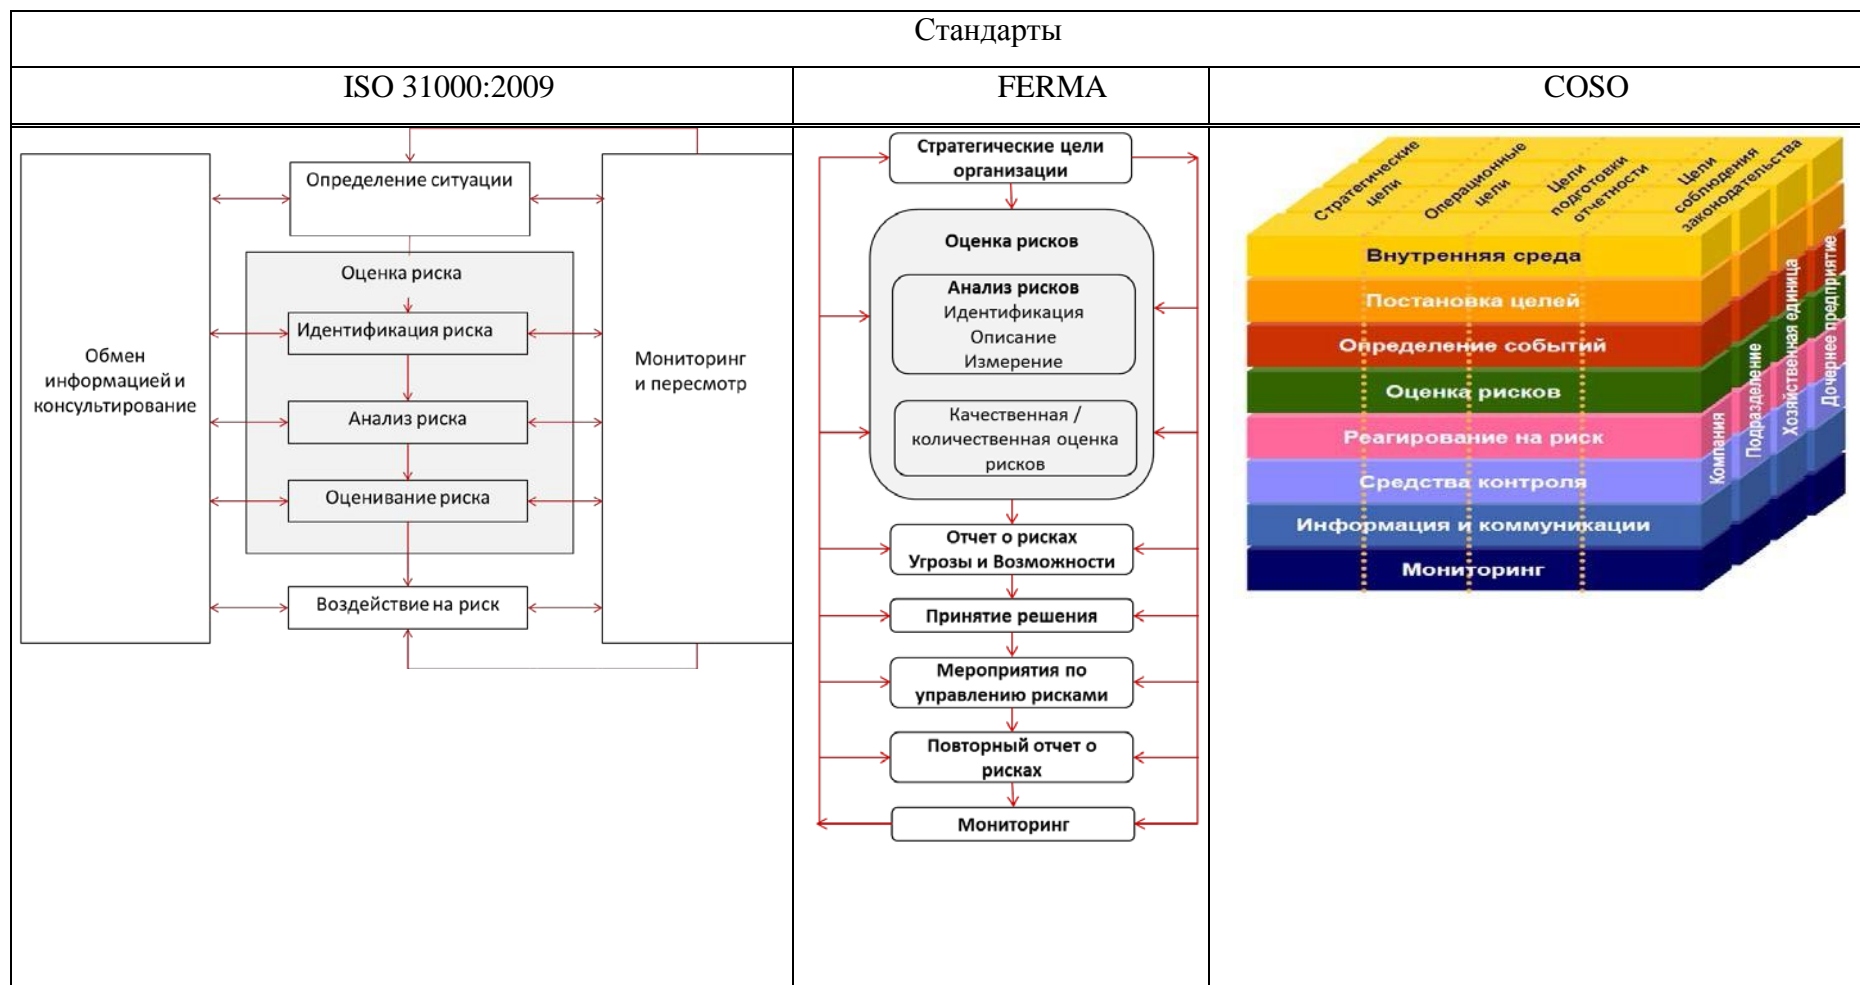 Стандарты
ISO 31000:2009
FERMA
COSO
Определение ситуации
Оценка риска
Идентификация риска
Анализ риска
Оценивание риска
Воздействие на риск
Обмен
информацией и
консультирование
Мониторинг
и пересмотр
Стратегические цели
организации
Оценка рисков
Анализ рисков
Идентификация
Описание
Измерение
Качественная /
количественная оценка
рисков
Отчет о рисках
Угрозы и Возможности
Принятие решения
Мероприятия по
управлению рисками
Повторный отчет о
рисках
Мониторинг
Стратегические
цели
Операционные
цели
Цели
подготовки
отчетности
Цели
соблюдения
законодательства
Внутренняя среда
Постановка целей
Определение событий
Оценка рисков
Реагирование на риск
Средства контроля
Информация и коммуникации
Мониторинг
Компания
Подразделение
Хозяйственная единица
Дочернее предприятие